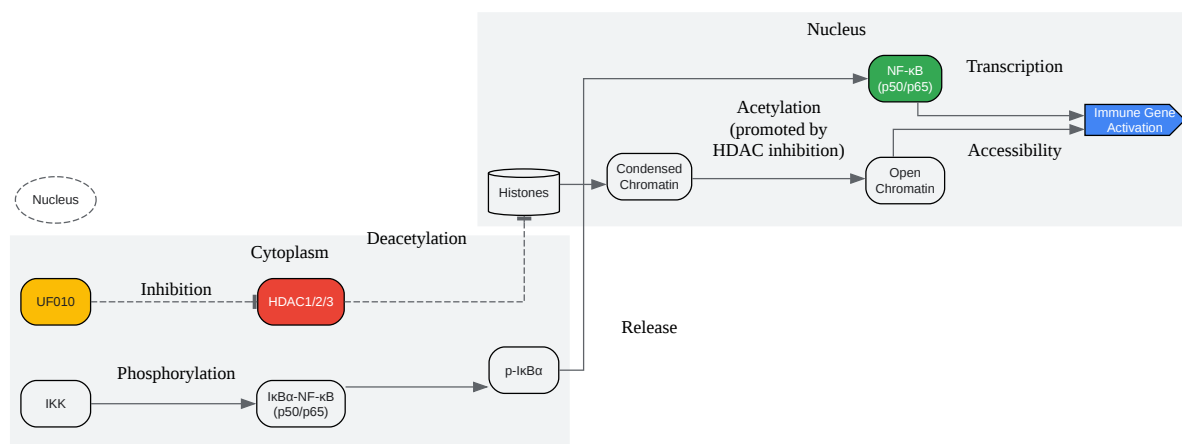 Nucleus
NF-κB
(p50/p65)
Transcription
Acetylation
(promoted by
HDAC inhibition)
Immune Gene
Activation
Accessibility
Condensed
Chromatin
Open
Chromatin
Histones
Nucleus
Deacetylation
Cytoplasm
Inhibition
UF010
HDAC1/2/3
Release
Phosphorylation
p-IκBα
IKK
IκBα-NF-κB
(p50/p65)